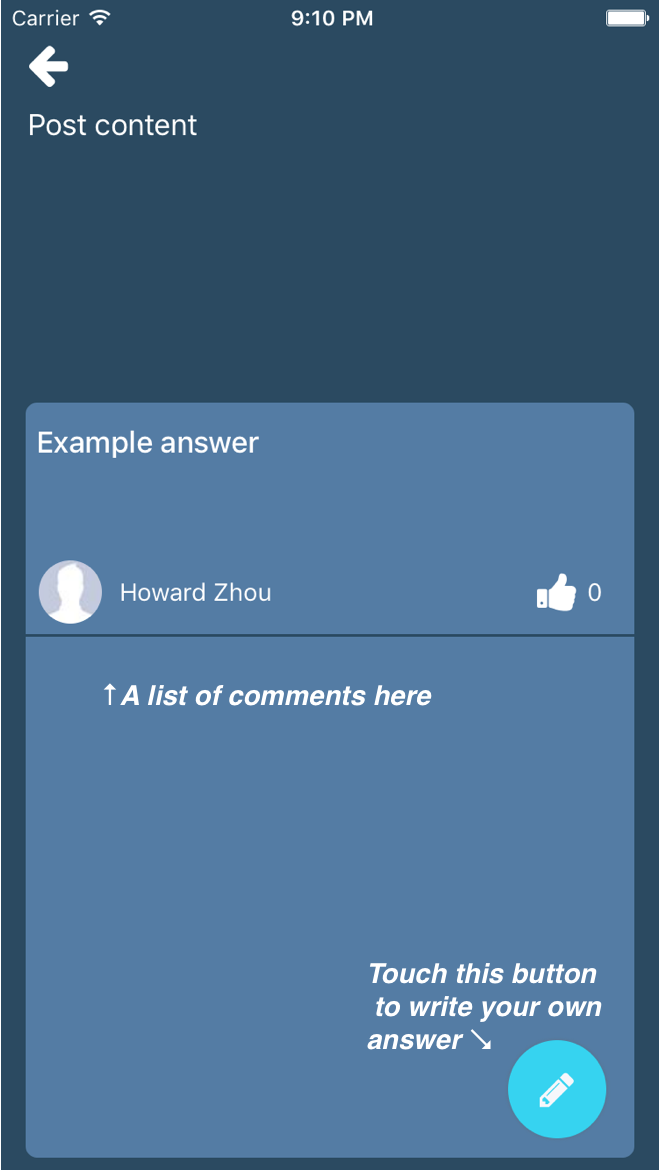 Carrier 9:10 PM
Post content
Example answer
Howard Zhou 0
↑A list of comments here
Touch this button
to write your own
answer ↘